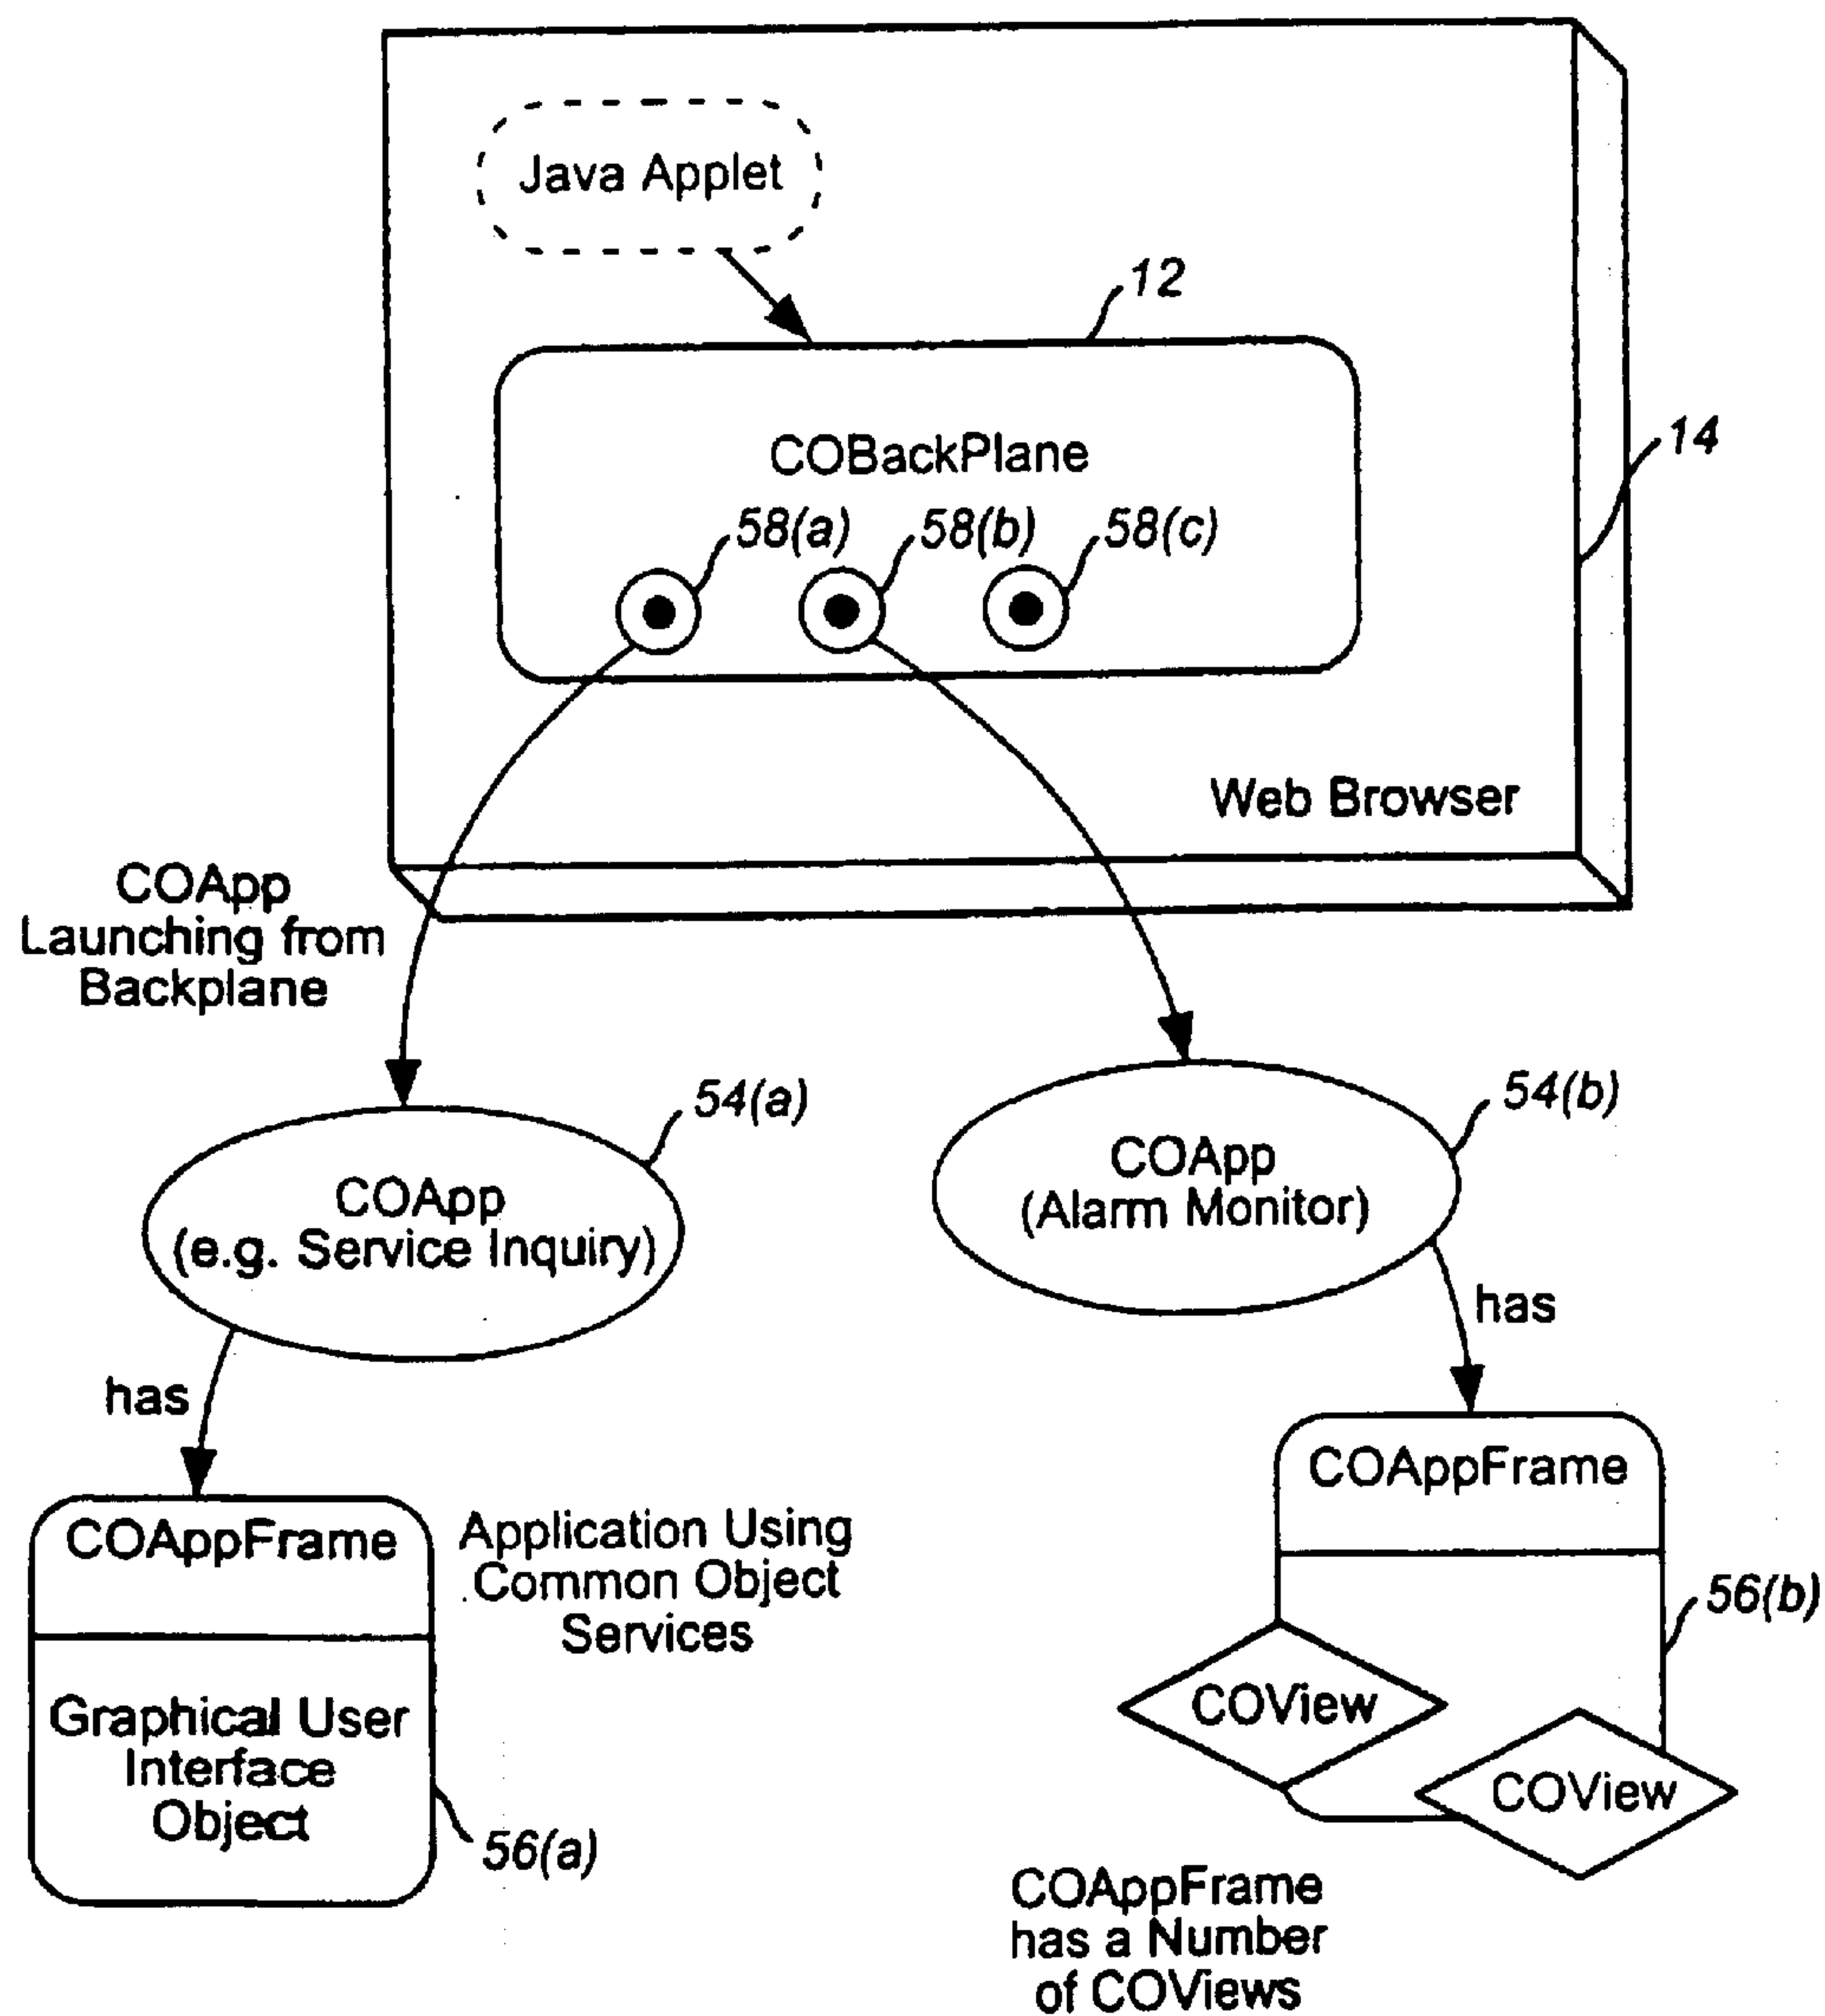 Java Applet
12
COBackPlane
14
58(a)
58(b)
58(c)
Web Browser
COApp
Launching from
Backplane
54(a)
COApp
(e.g. Service Inquiry)
54(b)
COApp
(Alarm Monitor)
has
has
COAppFrame
Graphical User
Interface
Object
56(a)
Application Using
Common Object
Services
COAppFrame
56(b)
COView
COView
COAppFrame
has a Number
of COViews